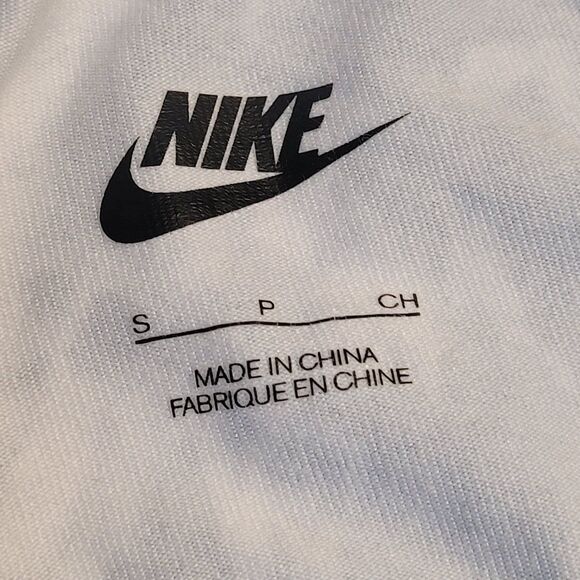 NIKE
S P CH
MADE IN CHINA
FABRIQUE EN CHINE